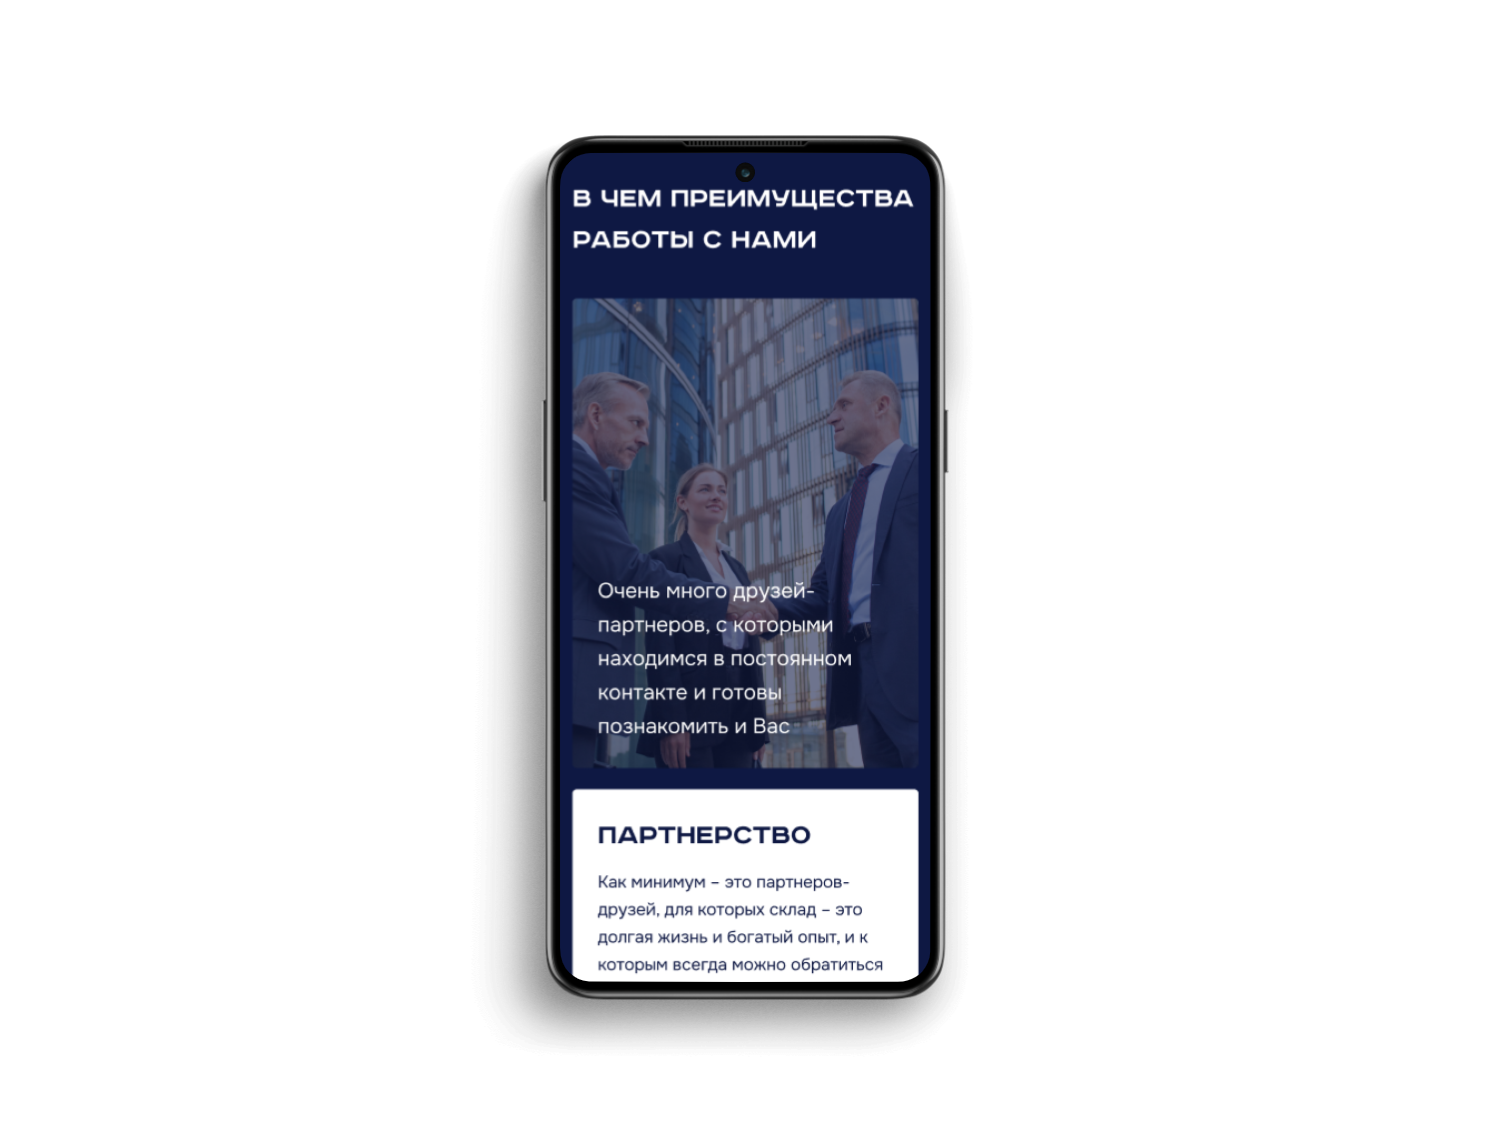 В ЧЕМ ПРЕИМУЩЕСТВА
РАБОТЫ С НАМИ
Очень много друзей-
партнеров, с которыми
находимся в постоянном
контакте и готовы
познакомить и Вас
ПАРТНЕРСТВО
Как минимум – это партнеров-
друзей, для которых склад – это
долгая жизнь и богатый опыт, и к
которым всегда можно обратиться